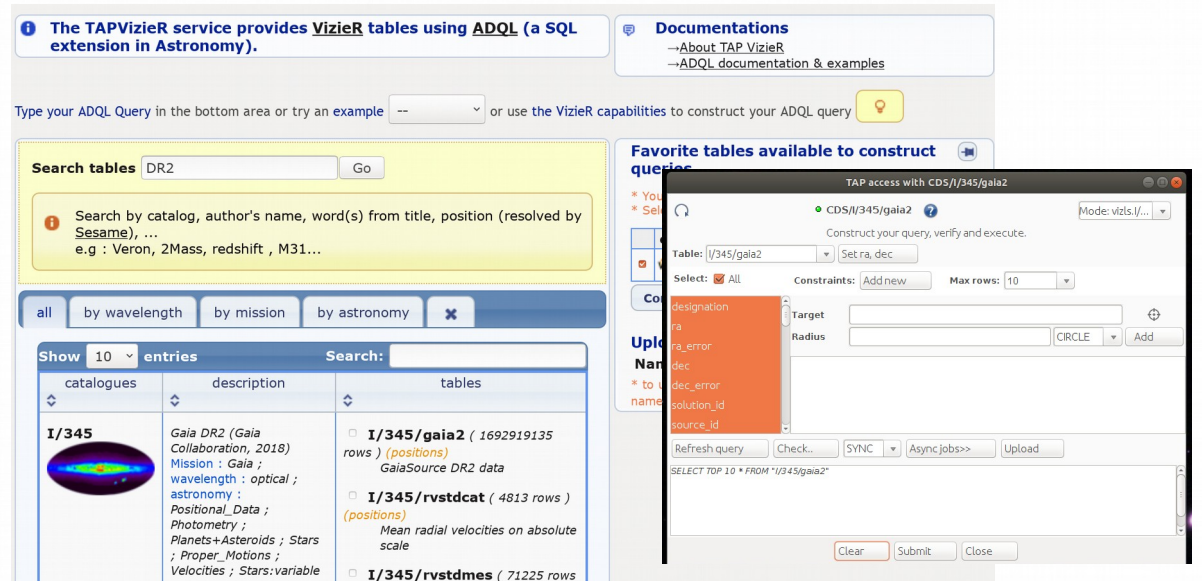 The TAPVizieR service provides VizieR tables using ADQL (a SQL
extension in Astronomy).
Documentations
→About TAP VizieR
→ADQL documentation & examples
Type your ADQL Query in the bottom area or try an example -- or use the VizieR capabilities to construct your ADQL query
Search tables DR2 Go
Search by catalog, author's name, word(s) from title, position (resolved by
Sesame), ...
e.g : Veron, 2Mass, redshift , M31...
all by wavelength by mission by astronomy ✖
Show 10 entries Search:
catalogues description tables
I/345
Gaia DR2 (Gaia
Collaboration, 2018)
Mission : Gaia ;
wavelength : optical ;
astronomy :
Positional_Data ;
Photometry ;
Planets+Asteroids ; Stars
; Proper_Motions ;
Velocities ; Stars:variable
I/345/gaia2 ( 1692919135
rows ) (positions)
GaiaSource DR2 data
I/345/rvstdcat ( 4813 rows )
(positions)
Mean radial velocities on absolute
scale
I/345/rvstdmes ( 71225 rows
Favorite tables available to construct
queries
* You
* Sel
Co
Uplo
Nan
* to u
name
TAP access with CDS/I/345/gaia2
CDS/I/345/gaia2 ? Mode: vizls.I/...
Construct your query, verify and execute.
Table: I/345/gaia2 Set ra, dec
Select: All Constraints: Add new Max rows: 10
designation
ra
ra_error
dec
dec_error
solution_id
source_id
Target
Radius CIRCLE Add
Refresh query Check.. SYNC Async jobs>> Upload
SELECT TOP 10 * FROM "I/345/gaia2"
Clear Submit Close